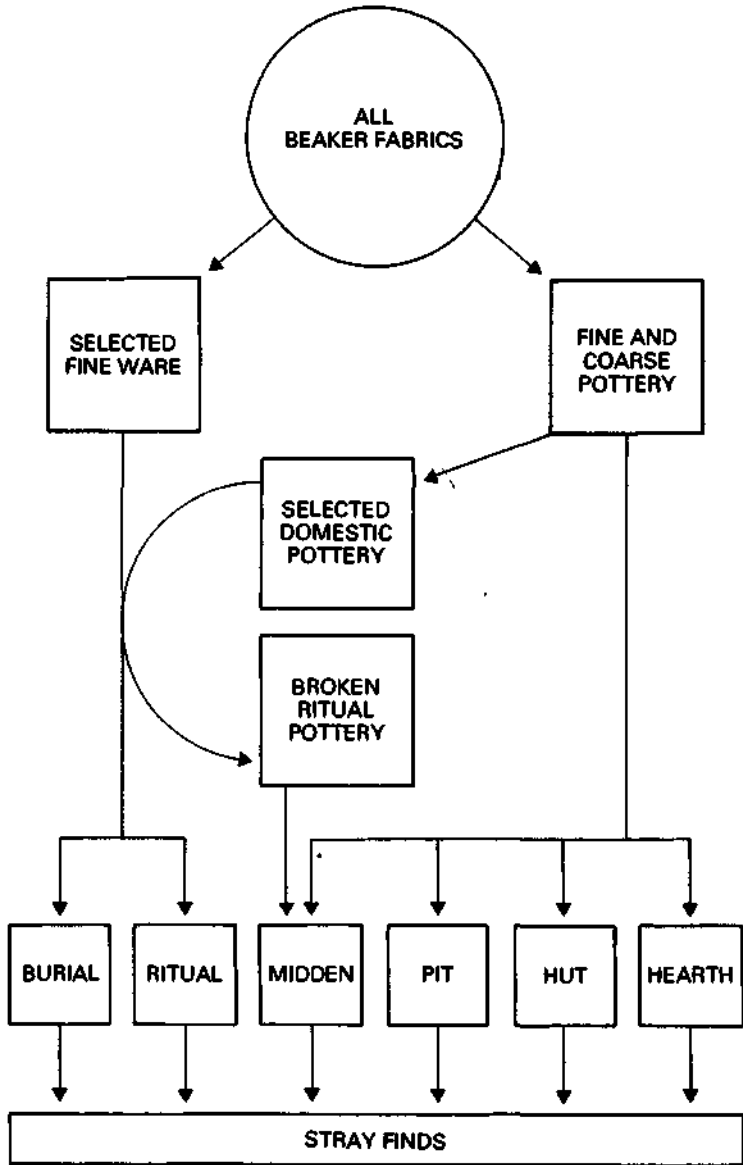 ALL
BEAKER FABRICS
SELECTED
FINE WARE
FINE AND
COARSE
POTTERY
SELECTED
DOMESTIC
POTTERY
BROKEN
RITUAL
POTTERY
BURIAL
RITUAL
MIDDEN
PIT
HUT
HEARTH
STRAY FINDS